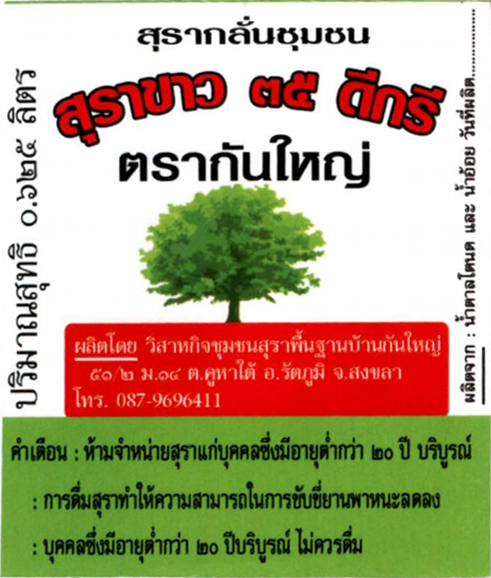 สุรากลั่นชุมชน
สุราขาว ๓๕ ดีกรี
ตรากันใหญ่
ปริมาณสุทธิ ๐.๖๒๕ ลิตร
ผลิตจาก : น้ำตาลโตนด และ น้ำอ้อย วันที่ผลิต..................
ผลิตโดย วิสาหกิจชุมชนสุราพื้นฐานบ้านกันใหญ่
๕๑/๒ ม.๑๔ ต.คูหาใต้ อ.รัตภูมิ จ.สงขลา
โทร. 087-9696411
คำเตือน : ห้ามจำหน่ายสุราแก่บุคคลซึ่งมีอายุต่ำกว่า ๒๐ ปี บริบูรณ์
: การดื่มสุราทำให้ความสามารถในการขับขี่ยานพาหนะลดลง
: บุคคลซึ่งมีอายุต่ำกว่า ๒๐ ปีบริบูรณ์ ไม่ควรดื่ม